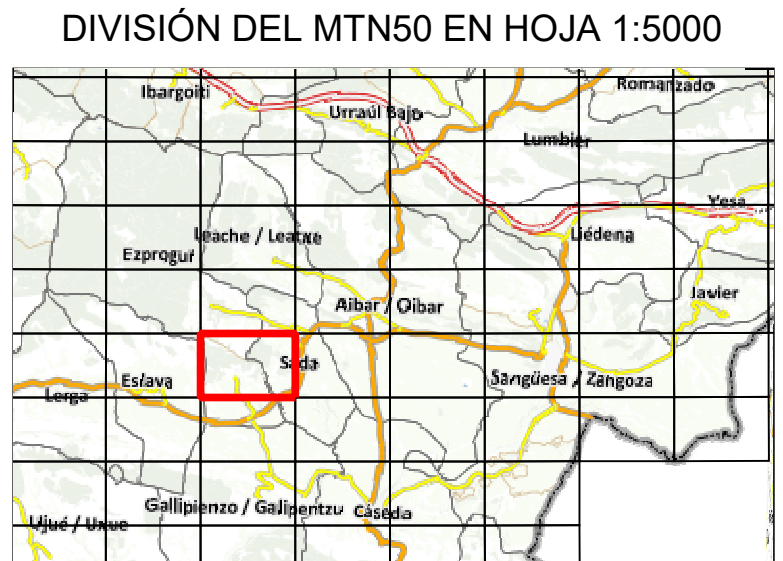 DIVISIÓN DEL MTN50 EN HOJA 1:5000
Ibargoiti
Romanzado
Urraúl Bajo
Lumbier
Yesa
Leache / Leatxe
Liédena
Ezprogui
Javier
Aibar / Oibar
Sada
Eslava
Sangüesa / Zangoza
Lerga
Gallipienzo / Galipentzu
Cáseda
Ujué / Uxue